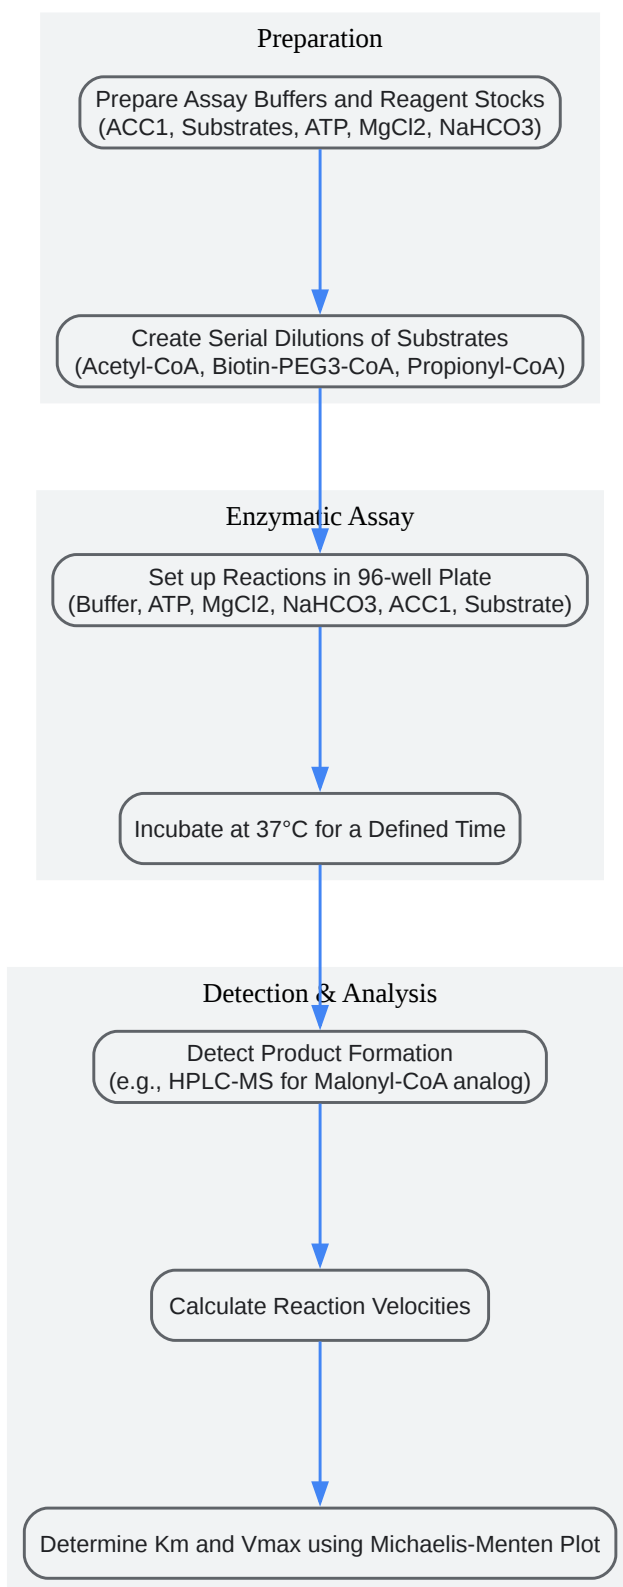 Preparation
Prepare Assay Buffers and Reagent Stocks
(ACC1, Substrates, ATP, MgCl2, NaHCO3)
Create Serial Dilutions of Substrates
(Acetyl-CoA, Biotin-PEG3-CoA, Propionyl-CoA)
Enzymatic Assay
Set up Reactions in 96-well Plate
(Buffer, ATP, MgCl2, NaHCO3, ACC1, Substrate)
Incubate at 37°C for a Defined Time
Detection & Analysis
Detect Product Formation
(e.g., HPLC-MS for Malonyl-CoA analog)
Calculate Reaction Velocities
Determine Km and Vmax using Michaelis-Menten Plot